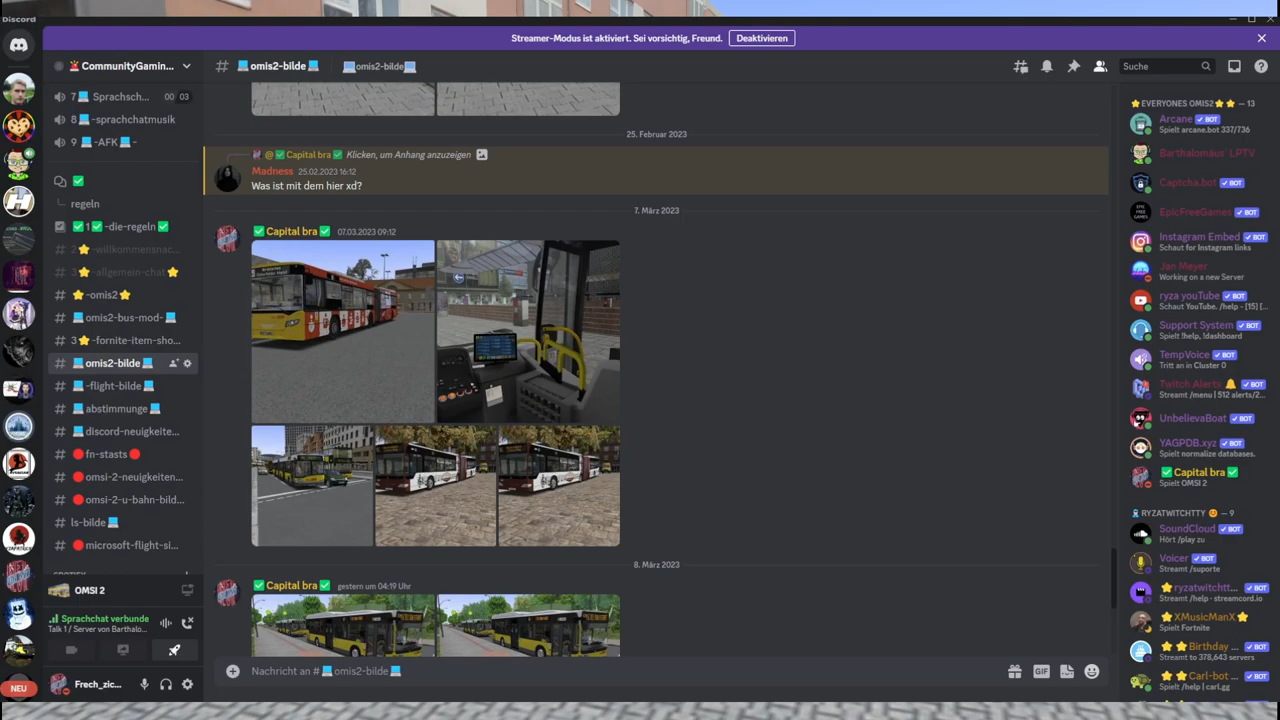 Discord
Streamer-Modus ist aktiviert. Sei vorsichtig, Freund. Deaktivieren
CommunityGamin...
7 Sprachsch... 00 03
8 -sprachatmusik
9 -AFK -
regeln
1 -die-regeln
2 -willkommensnac...
3 -allgemein-chat
-omis2
omis2-bus-mod-
3 -fornite-item-sho...
omis2-bilde
-flight-bilde
abstimmunge
discord-neuigkeite...
fn-stasts
omsi-2-neuigkeiten...
omsi-2-u-bahn-bild...
ls-bilde
microsoft-flight-si...
OMSI 2
Sprachchat verbunde
Talk 1 / Server von Barthalo...
NEU
Frech_zic...
# omis2-bilde omis2-bilde
Suche
25. Februar 2023
@ Capital bra Klicken, um Anhang anzuzeigen
Madness 25.02.2023 16:12
Was ist mit dem hier xd?
7. März 2023
Capital bra 07.03.2023 09:12
8. März 2023
Capital bra gestern um 04:19 Uhr
Nachricht an # omis2-bilde
GIF
EVERYONES OMIS2 — 13
Arcane BOT
Spielt arcane.bot 337/736
Barthalomäus LPTV
Captcha.bot BOT
EPIC GAMES
EpicFreeGames BOT
Instagram Embed BOT
Schaut for Instagram links
Jan Meyer
Working on a new Server
ryza youTube BOT
Schaut YouTube. /help - [15] [...
Support System BOT
Spielt !help, !dashboard
TempVoice BOT
Tritt an in Cluster 0
Twitch Alerts BOT
Streamt /menu | 512 alerts/2...
UnbelievaBoat BOT
YAGPDB.xyz BOT
Spielt normalize databases.
Capital bra
Spielt OMSI 2
RYZATWITCHTTY — 9
SoundCloud BOT
Hört /play zu
Voicer BOT
Streamt /suporte
ryzatwitchtt... BOT
Streamt /help · streamcord.io
XMusicManX
Spielt Fortnite
Birthday ... BOT
Streamt to 378,643 servers
Carl-bot ... BOT
Spielt /help | carl.gg